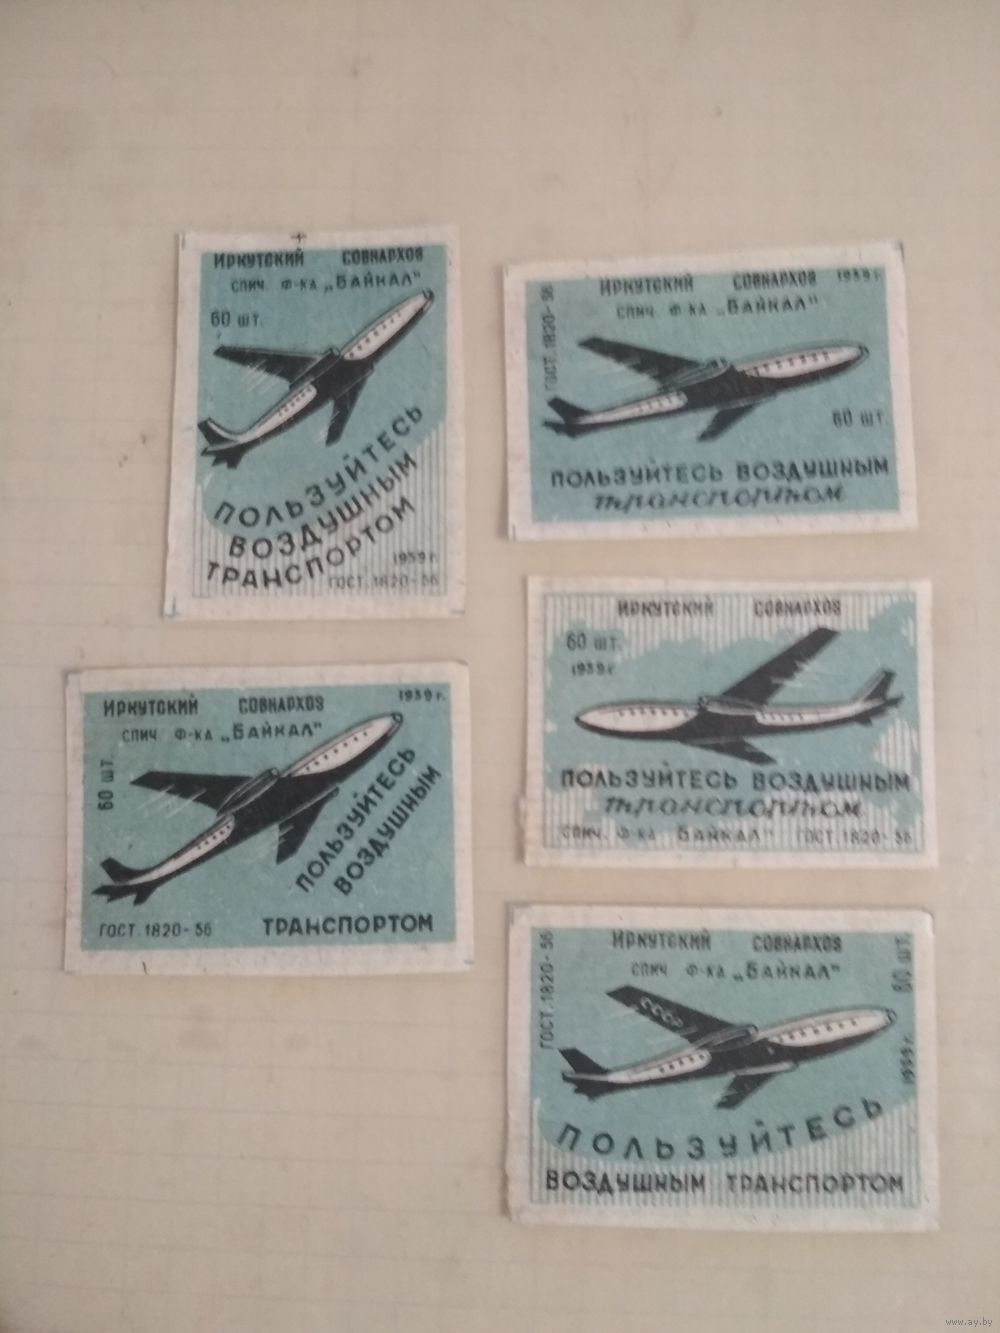 ИРКУТСКИЙ СОВНАРХОЗ
СПИЧ. Ф-КА „БАЙКАЛ"
60 ШТ.
ПОЛЬЗУЙТЕСЬ
ВОЗДУШНЫМ
ТРАНСПОРТОМ
1959 г.
ГОСТ. 1820-56
ИРКУТСКИЙ СОВНАРХОЗ 1959 г.
СПИЧ. Ф-КА „БАЙКАЛ"
ГОСТ. 1820-56
60 ШТ.
ПОЛЬЗУЙТЕСЬ ВОЗДУШНЫМ
транспортом
ИРКУТСКИЙ СОВНАРХОЗ
60 ШТ.
1959 г.
ПОЛЬЗУЙТЕСЬ ВОЗДУШНЫМ
транспортом
СПИЧ. Ф-КА БАЙКАЛ" ГОСТ. 1820-56
ИРКУТСКИЙ СОВНАРХОЗ 1959 г.
СПИЧ Ф-КА „БАЙКАЛ"
60 ШТ.
ПОЛЬЗУЙТЕСЬ
ВОЗДУШНЫМ
ГОСТ. 1820-56 ТРАНСПОРТОМ
ИРКУТСКИЙ СОВНАРХОЗ
СПИЧ Ф-КА „БАЙКАЛ"
ГОСТ. 1820-56
60 ШТ.
1959 г.
СССР
ПОЛЬЗУЙТЕСЬ
ВОЗДУШНЫМ ТРАНСПОРТОМ
www.ay.by